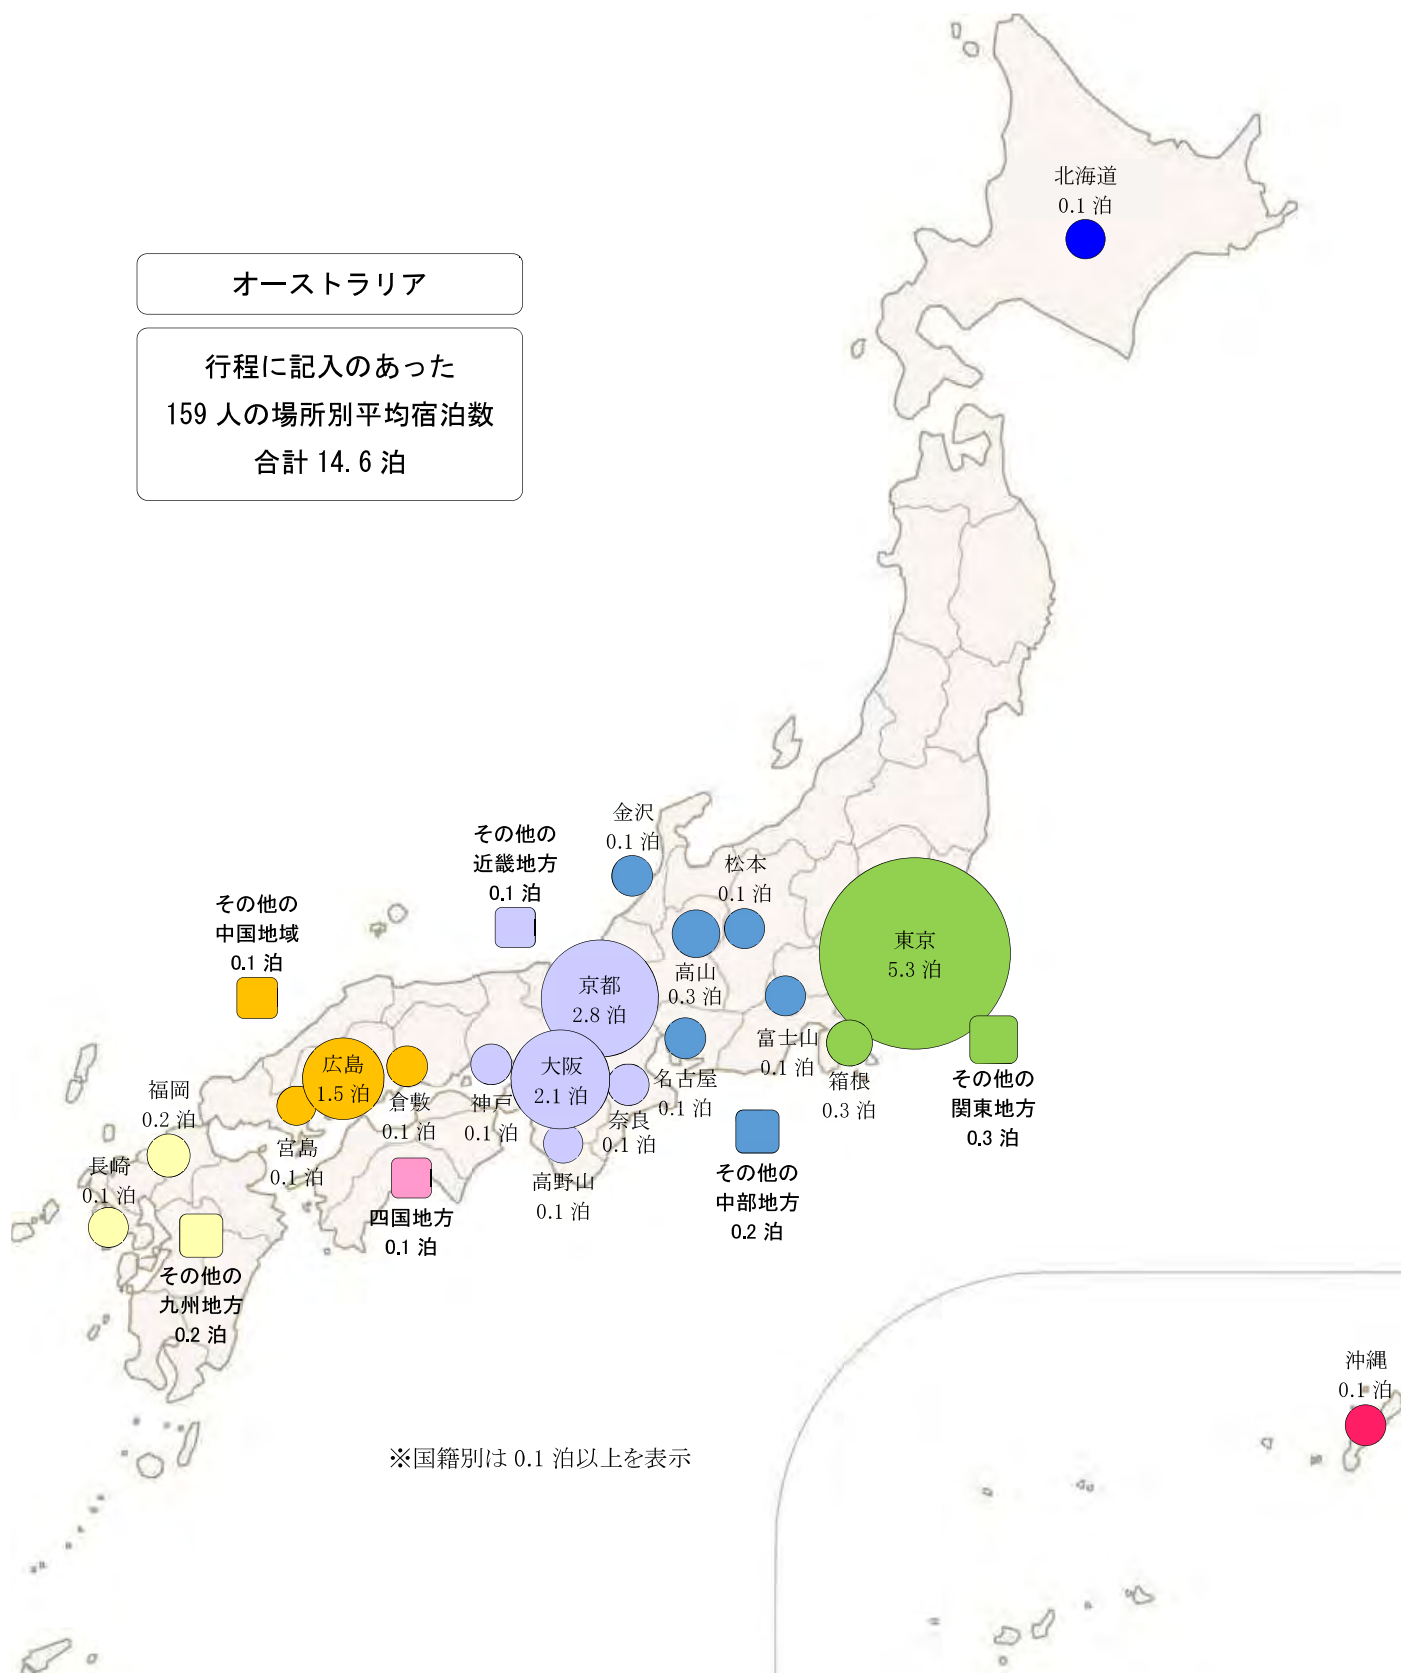 北海道
0.1 泊
オーストラリア
行程に記入のあった
159 人の場所別平均宿泊数
合計 14.6 泊
金沢
0.1 泊
その他の
近畿地方
0.1 泊
松本
0.1 泊
その他の
中国地域
0.1 泊
東京
5.3 泊
高山
0.3 泊
京都
2.8 泊
富士山
0.1 泊
箱根
0.3 泊
その他の
関東地方
0.3 泊
名古屋
0.1 泊
大阪
2.1 泊
広島
1.5 泊
倉敷
0.1 泊
神戸
0.1 泊
奈良
0.1 泊
福岡
0.2 泊
宮島
0.1 泊
長崎
0.1 泊
高野山
0.1 泊
その他の
中部地方
0.2 泊
四国地方
0.1 泊
その他の
九州地方
0.2 泊
沖縄
0.1 泊
※国籍別は 0.1 泊以上を表示